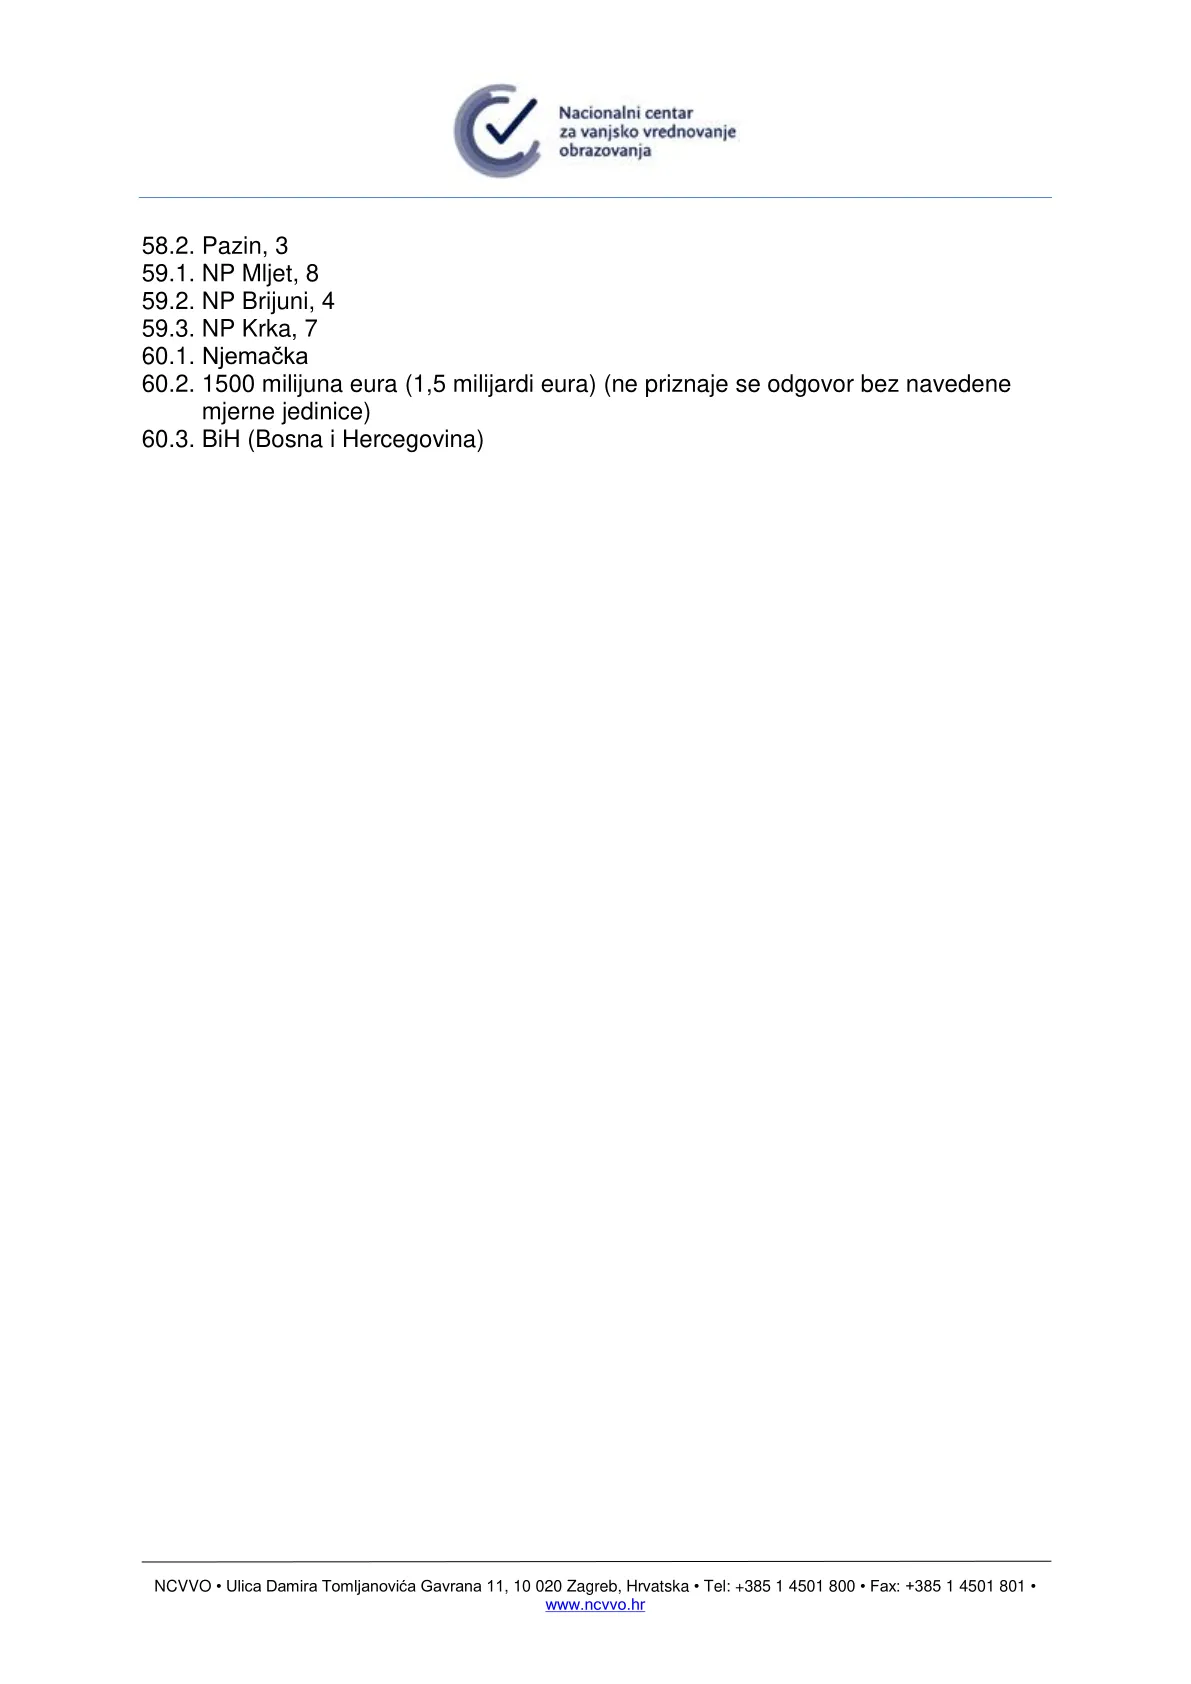 Nacionalni centar
za vanjsko vrednovanje
obrazovanja
58.2. Pazin, 3
59.1. NP Mljet, 8
59.2. NP Brijuni, 4
59.3. NP Krka, 7
60.1. Njemačka
60.2. 1500 milijuna eura (1,5 milijardi eura) (ne priznaje se odgovor bez navedene
mjerne jedinice)
60.3. BiH (Bosna i Hercegovina)
NCVVO • Ulica Damira Tomljanovića Gavrana 11, 10 020 Zagreb, Hrvatska • Tel: +385 1 4501 800 • Fax: +385 1 4501 801 •
www.ncvvo.hr